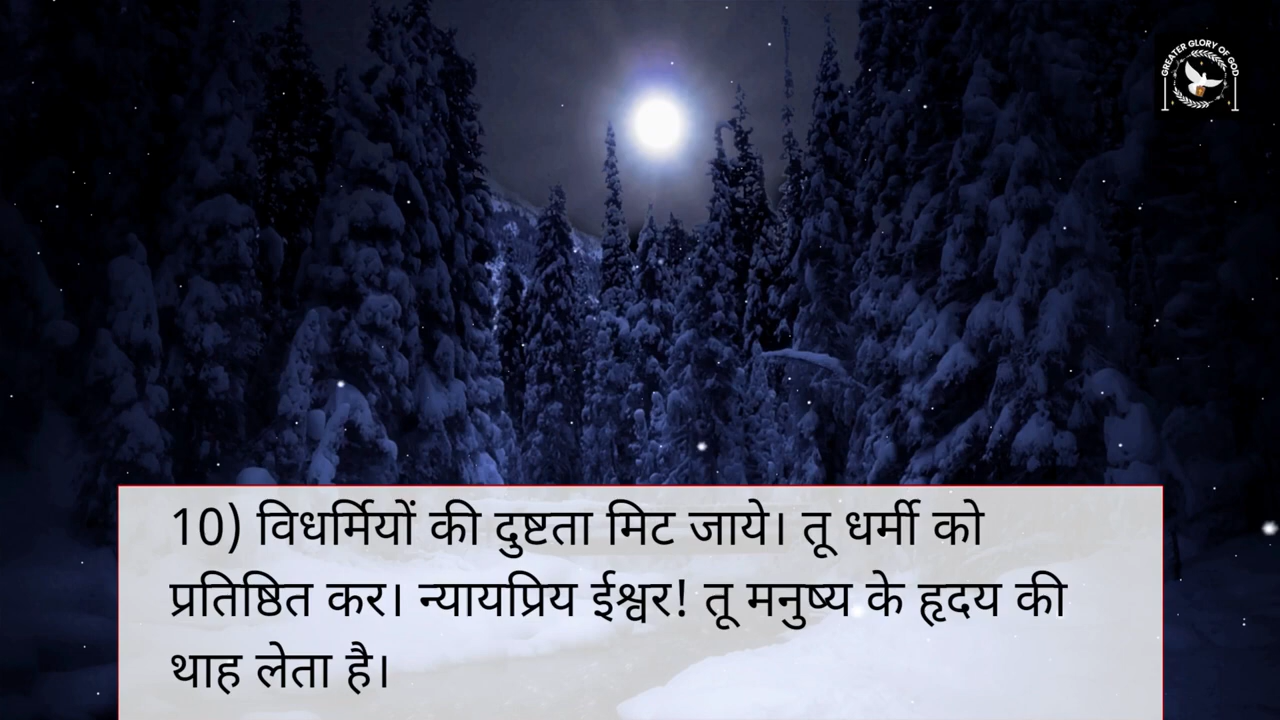 GREATER GLORY OF GOD
10) विधर्मियों की दुष्टता मिट जाये। तू धर्मी को
प्रतिष्ठित कर। न्यायप्रिय ईश्वर! तू मनुष्य के हृदय की
थाह लेता है।